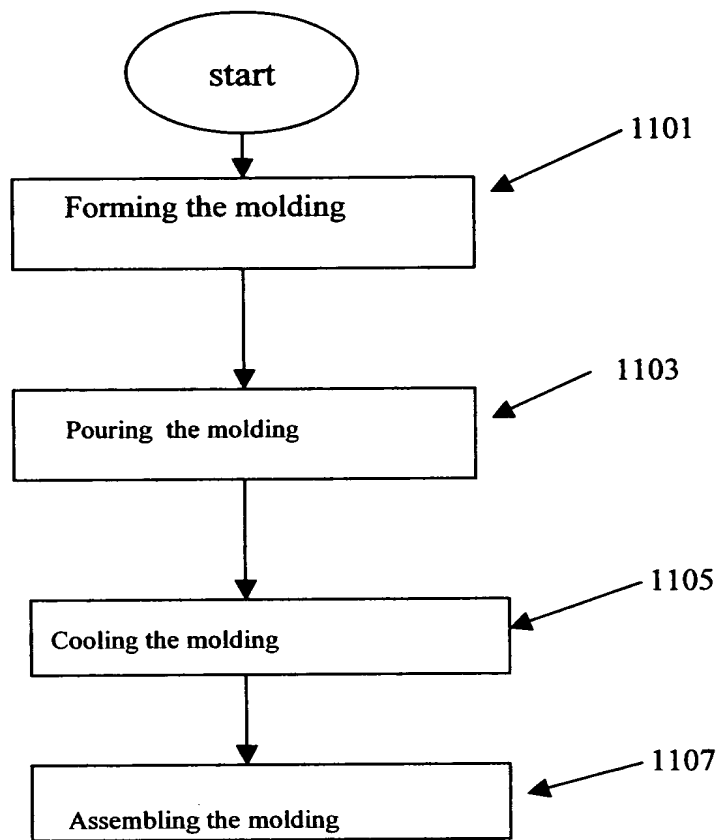 start
1101
Forming the molding
1103
Pouring the molding
1105
Cooling the molding
1107
Assembling the molding